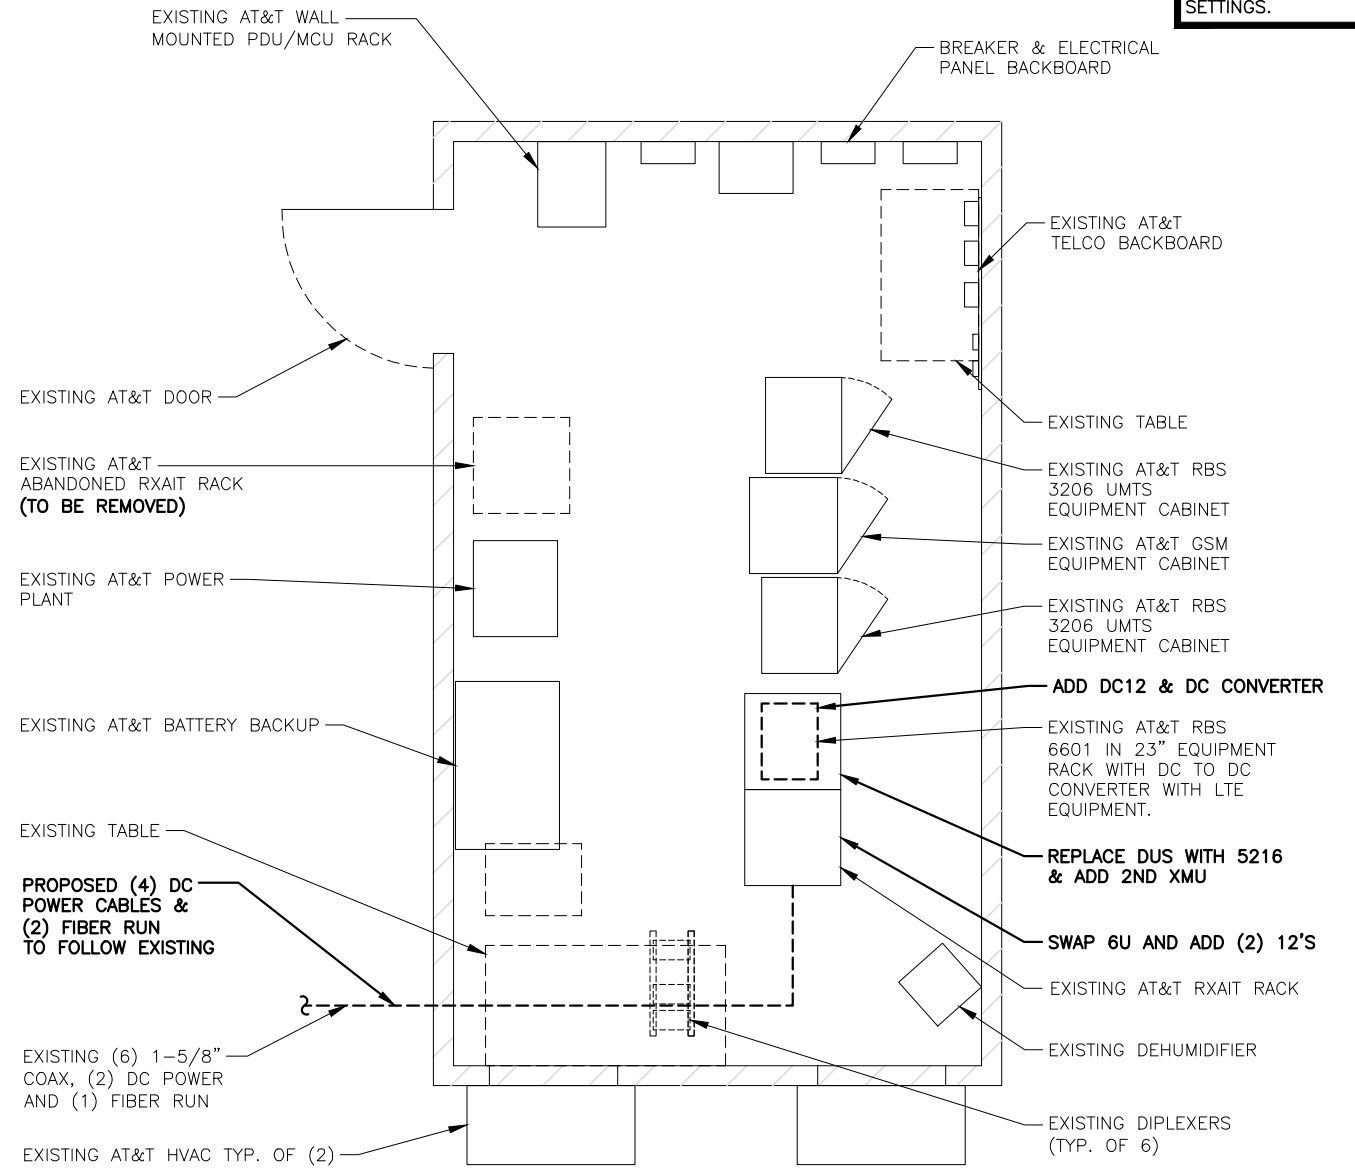 SETTINGS.
EXISTING AT&T WALL
MOUNTED PDU/MCU RACK
BREAKER & ELECTRICAL
PANEL BACKBOARD
EXISTING AT&T
TELCO BACKBOARD
EXISTING AT&T DOOR
EXISTING TABLE
EXISTING AT&T
ABANDONED RXAIT RACK
(TO BE REMOVED)
EXISTING AT&T RBS
3206 UMTS
EQUIPMENT CABINET
EXISTING AT&T GSM
EQUIPMENT CABINET
EXISTING AT&T POWER
PLANT
EXISTING AT&T RBS
3206 UMTS
EQUIPMENT CABINET
ADD DC12 & DC CONVERTER
EXISTING AT&T BATTERY BACKUP
EXISTING AT&T RBS
6601 IN 23” EQUIPMENT
RACK WITH DC TO DC
CONVERTER WITH LTE
EQUIPMENT.
EXISTING TABLE
REPLACE DUS WITH 5216
& ADD 2ND XMU
PROPOSED (4) DC
POWER CABLES &
(2) FIBER RUN
TO FOLLOW EXISTING
SWAP 6U AND ADD (2) 12'S
EXISTING AT&T RXAIT RACK
EXISTING (6) 1-5/8”
COAX, (2) DC POWER
AND (1) FIBER RUN
EXISTING DEHUMIDIFIER
EXISTING DIPLEXERS
(TYP. OF 6)
EXISTING AT&T HVAC TYP. OF (2)